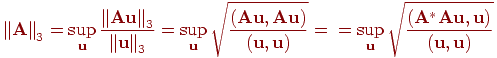 ‖A‖₃ = sup_u ‖Au‖₃ / ‖u‖₃ = sup_u √((Au, Au) / (u, u)) = = sup_u √((A*Au, u) / (u, u))